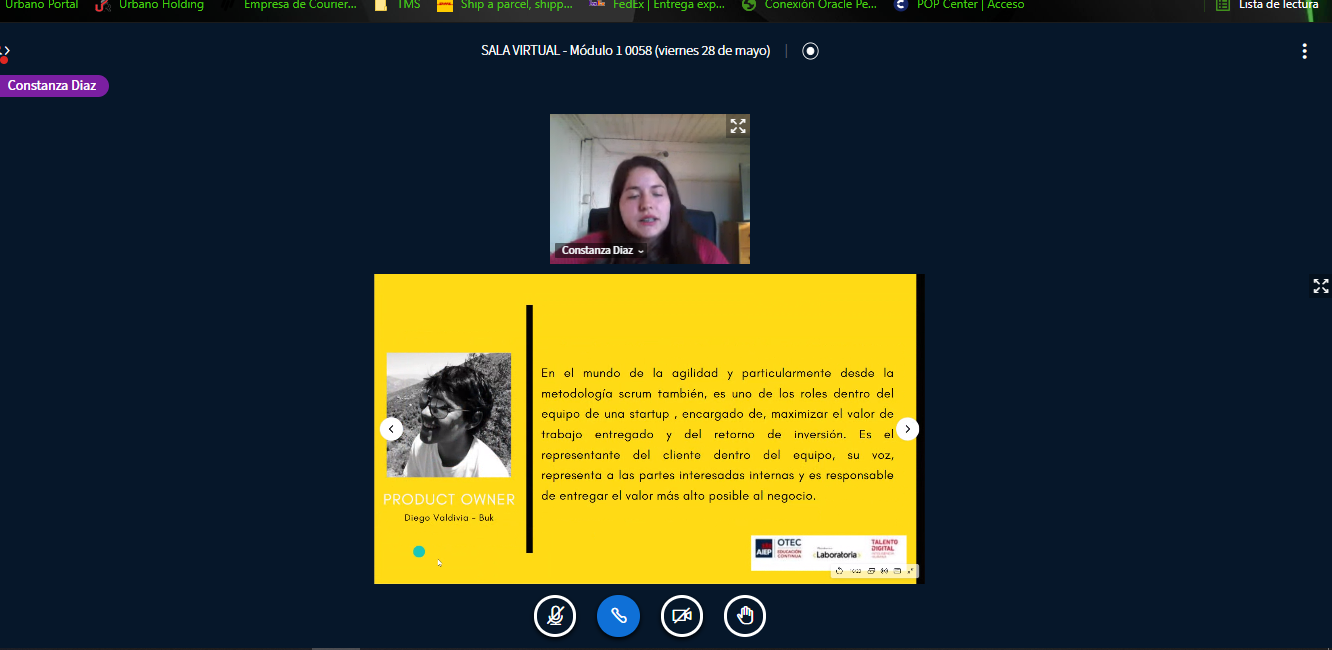 Urbano Portal
Urbano Holding
Empresa de Courier...
TMS
Ship a parcel, shipp...
FedEx | Entrega exp...
Conexión Oracle Pe...
POP Center | Acceso
Lista de lectura
SALA VIRTUAL - Módulo 1 0058 (viernes 28 de mayo)
Constanza Diaz
Constanza Diaz
En el mundo de la agilidad y particularmente desde la
metodología scrum también, es uno de los roles dentro del
equipo de una startup , encargado de, maximizar el valor de
trabajo entregado y del retorno de inversión. Es el
representante del cliente dentro del equipo, su voz,
representa a las partes interesadas internas y es responsable
de entregar el valor más alto posible al negocio.
PRODUCT OWNER
Diego Valdivia - Buk
AIEP
OTEC
EDUCACIÓN
CONTINUA
Laboratoria
TALENTO
DIGITAL